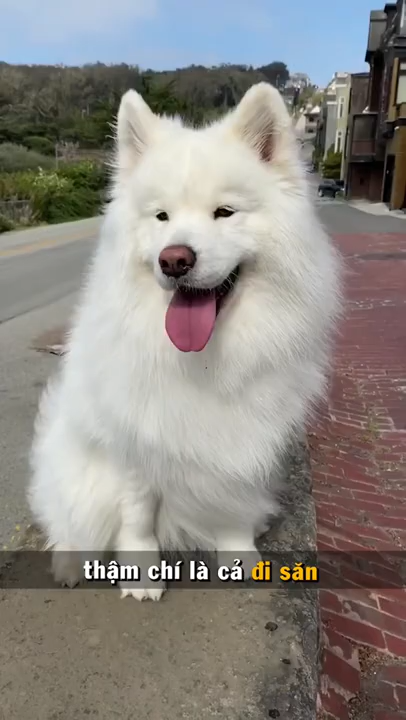 thậm chí là cả đi săn